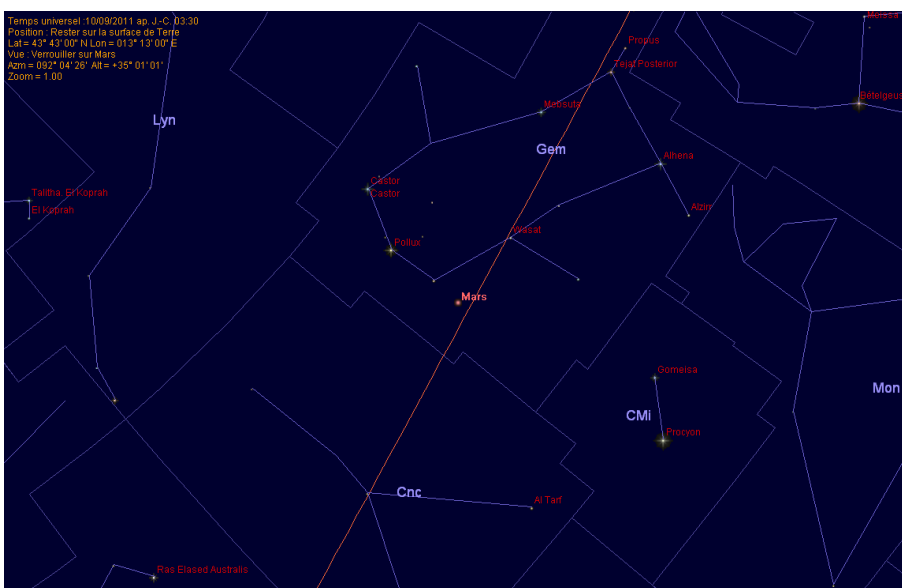 Temps universel :10/09/2011 ap. J.-C. 03:30
Position : Rester sur la surface de Terre
Lat = 43° 43' 00" N Lon = 013° 13' 00" E
Vue : Verrouiller sur Mars
Azm = 092° 04' 26' Alt = +35° 01' 01'
Zoom = 1.00
Propus
Tejat Posterior
Bételgeus
Mebsuta
Lyn
Gem
Alhena
Castor
Castor
Talitha El Koprah
El Koprah
Alzirr
Wasat
Pollux
Mars
Gomeisa
Mon
CMi
Procyon
Cnc
Al Tarf
Ras Elased Australis